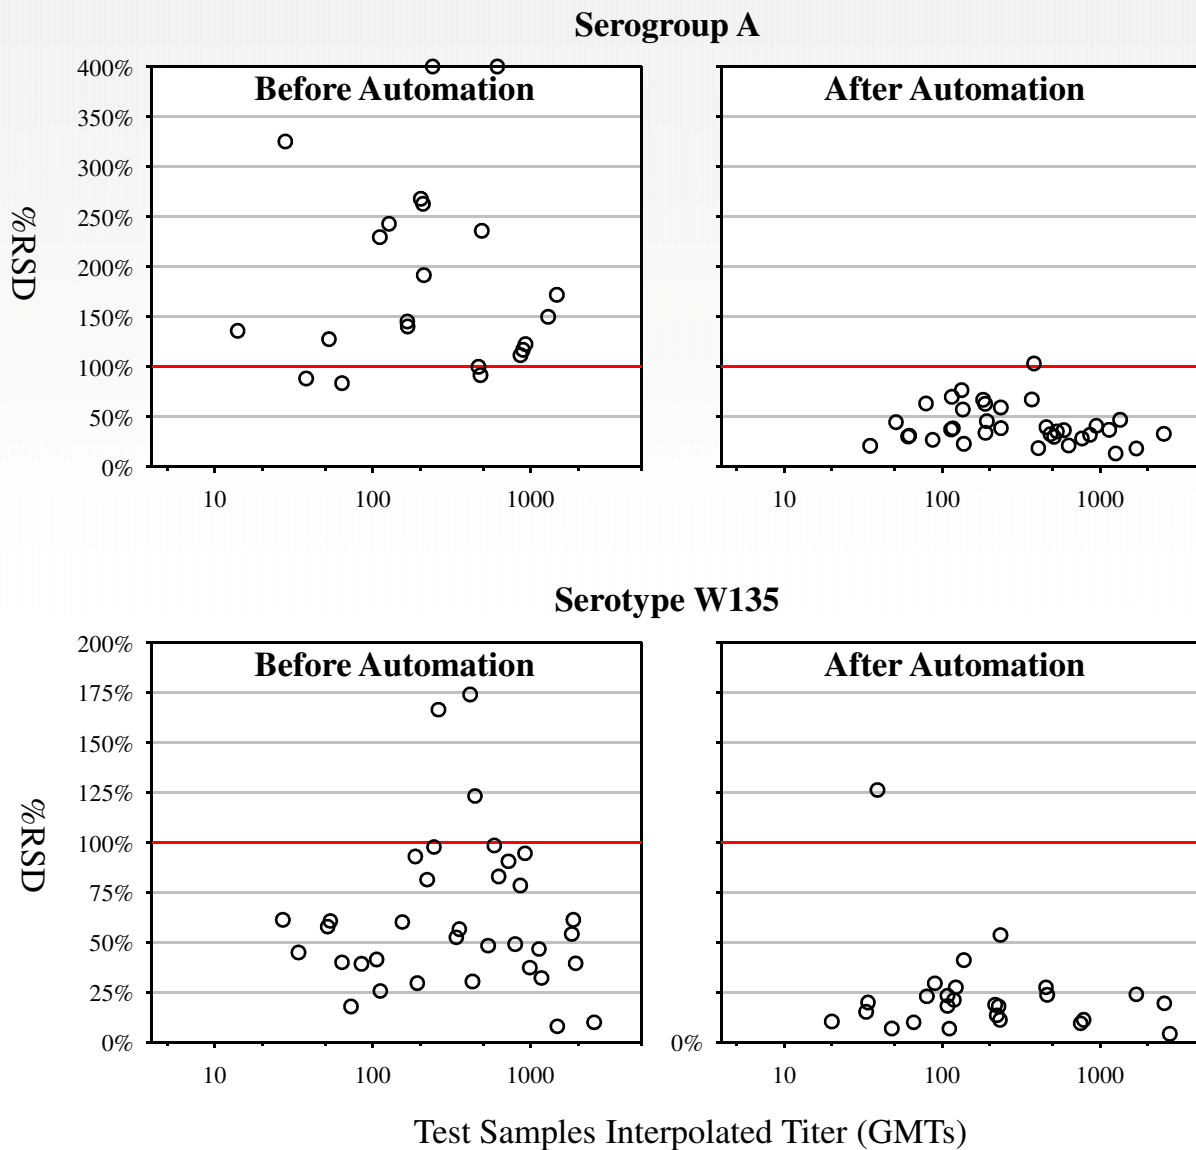 Serogroup A
Before Automation
After Automation
%RSD
400%
350%
300%
250%
200%
150%
100%
50%
0%
10 100 1000
10 100 1000
Serotype W135
Before Automation
After Automation
%RSD
200%
175%
150%
125%
100%
75%
50%
25%
0%
0%
10 100 1000
10 100 1000
Test Samples Interpolated Titer (GMTs)